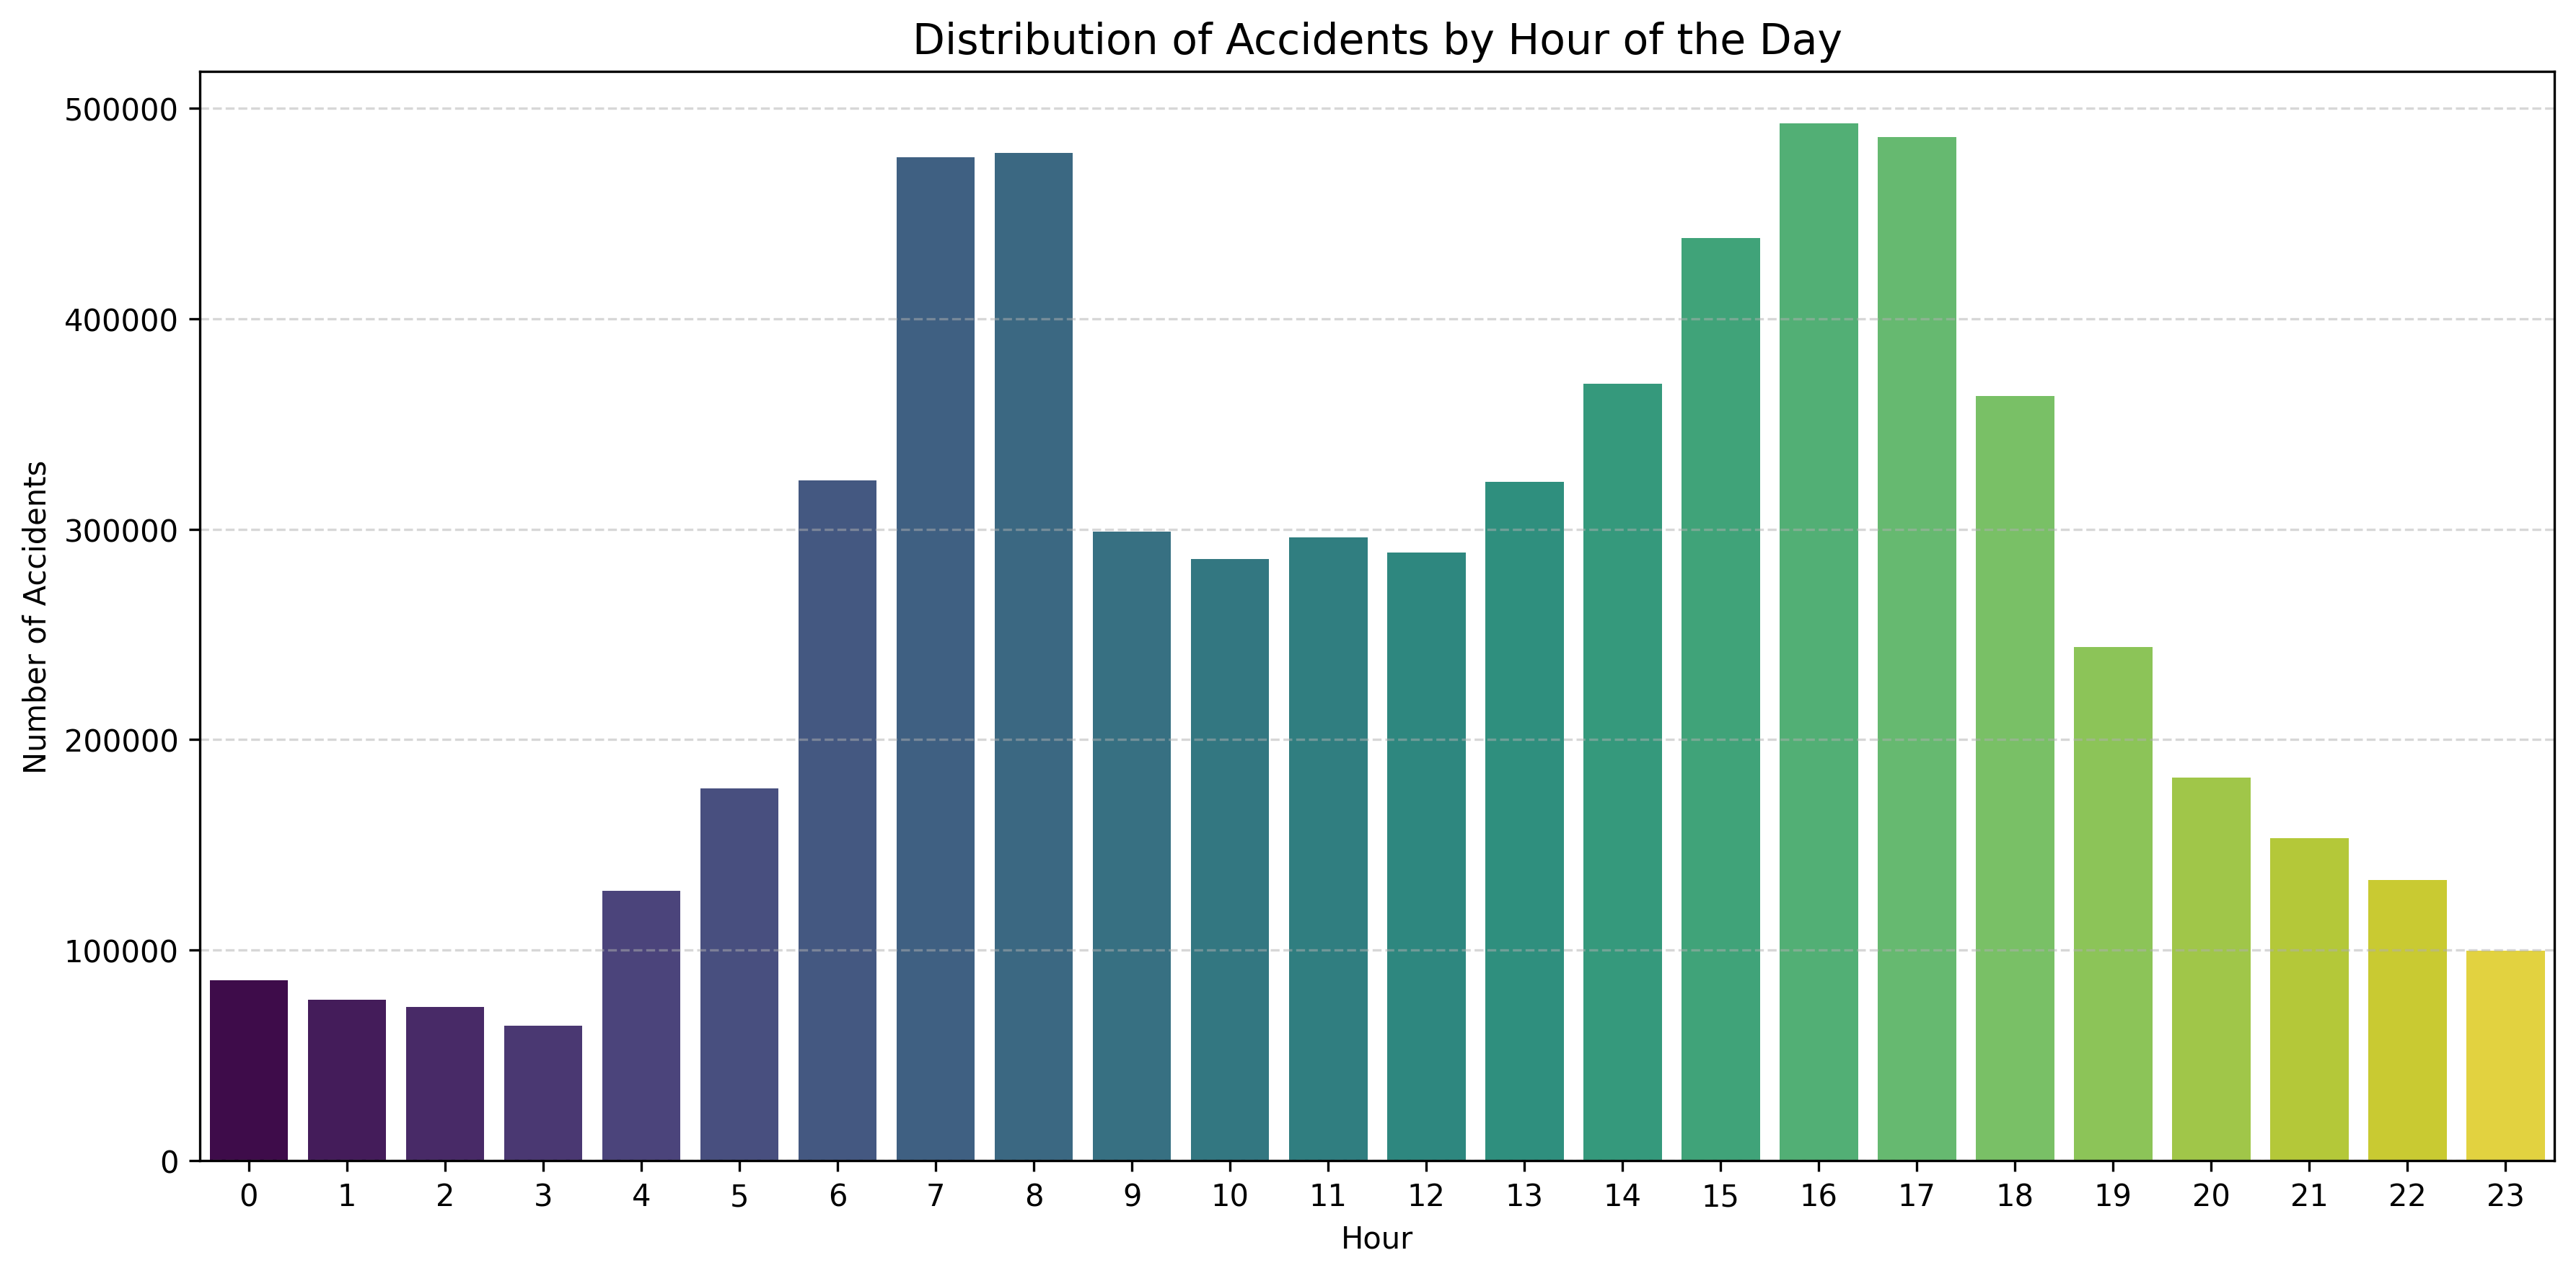 Distribution of Accidents by Hour of the Day
500000
400000
300000
200000
100000
0
Number of Accidents
0 1 2 3 4 5 6 7 8 9 10 11 12 13 14 15 16 17 18 19 20 21 22 23
Hour